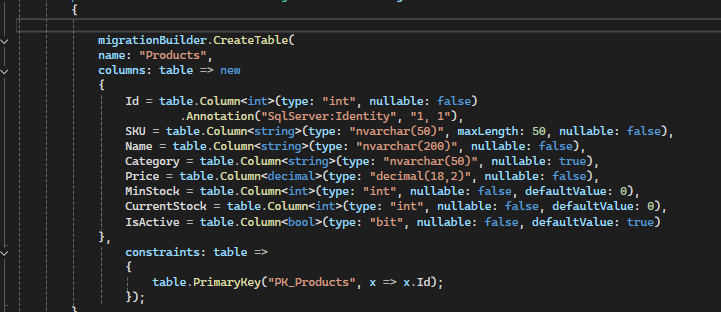 {
migrationBuilder.CreateTable(
name: "Products",
columns: table => new
{
Id = table.Column<int>(type: "int", nullable: false)
.Annotation("SqlServer:Identity", "1, 1"),
SKU = table.Column<string>(type: "nvarchar(50)", maxLength: 50, nullable: false),
Name = table.Column<string>(type: "nvarchar(200)", nullable: false),
Category = table.Column<string>(type: "nvarchar(50)", nullable: true),
Price = table.Column<decimal>(type: "decimal(18,2)", nullable: false),
MinStock = table.Column<int>(type: "int", nullable: false, defaultValue: 0),
CurrentStock = table.Column<int>(type: "int", nullable: false, defaultValue: 0),
IsActive = table.Column<bool>(type: "bit", nullable: false, defaultValue: true)
},
constraints: table =>
{
table.PrimaryKey("PK_Products", x => x.Id);
});
}